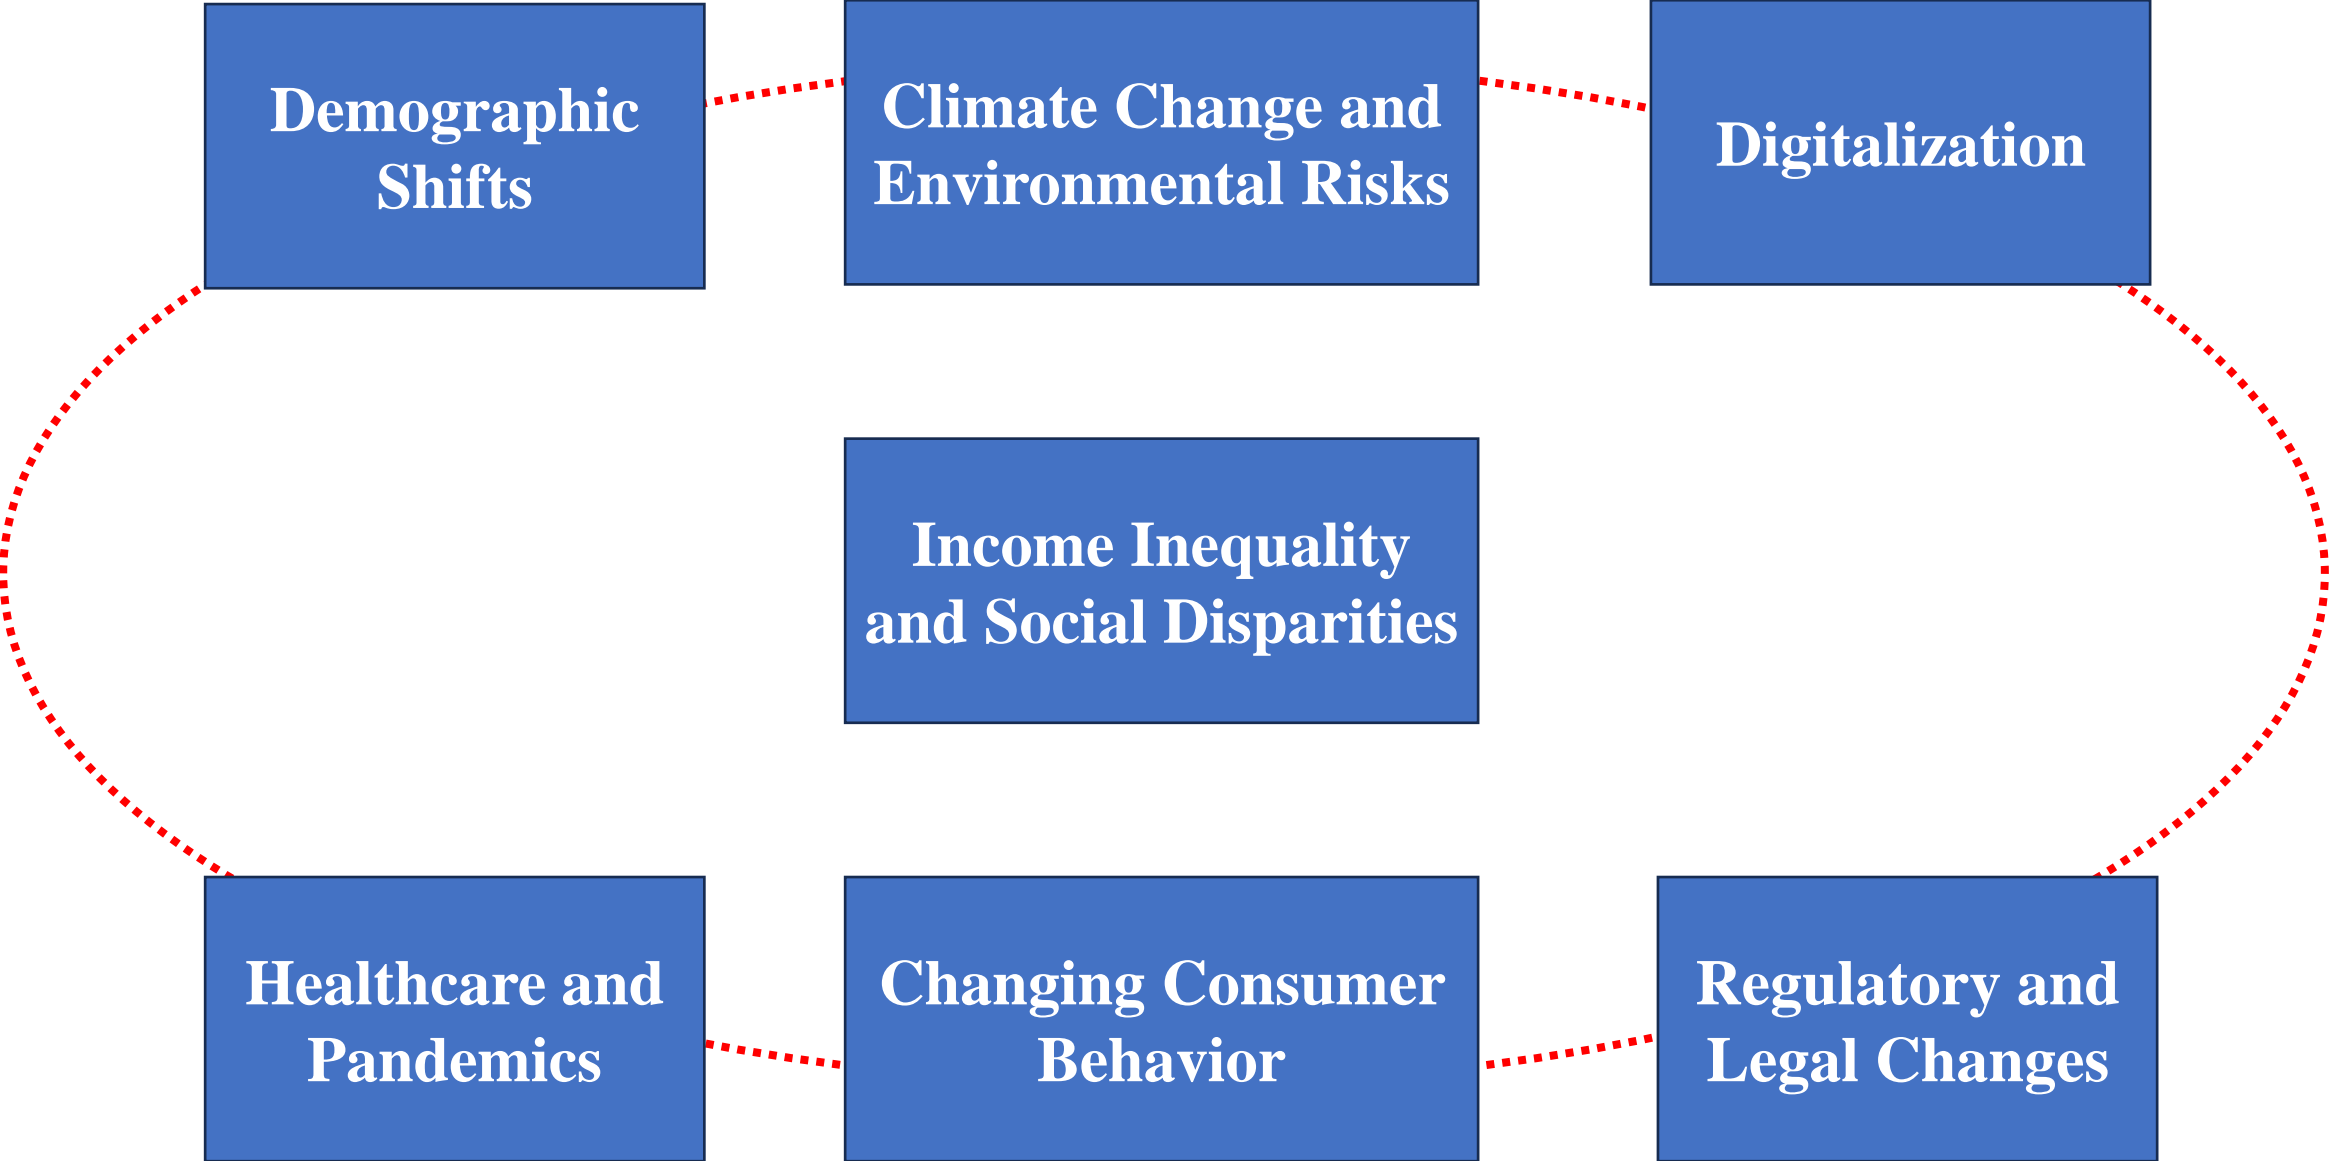 Demographic
Shifts
Climate Change and
Environmental Risks
Digitalization
Income Inequality
and Social Disparities
Healthcare and
Pandemics
Changing Consumer
Behavior
Regulatory and
Legal Changes